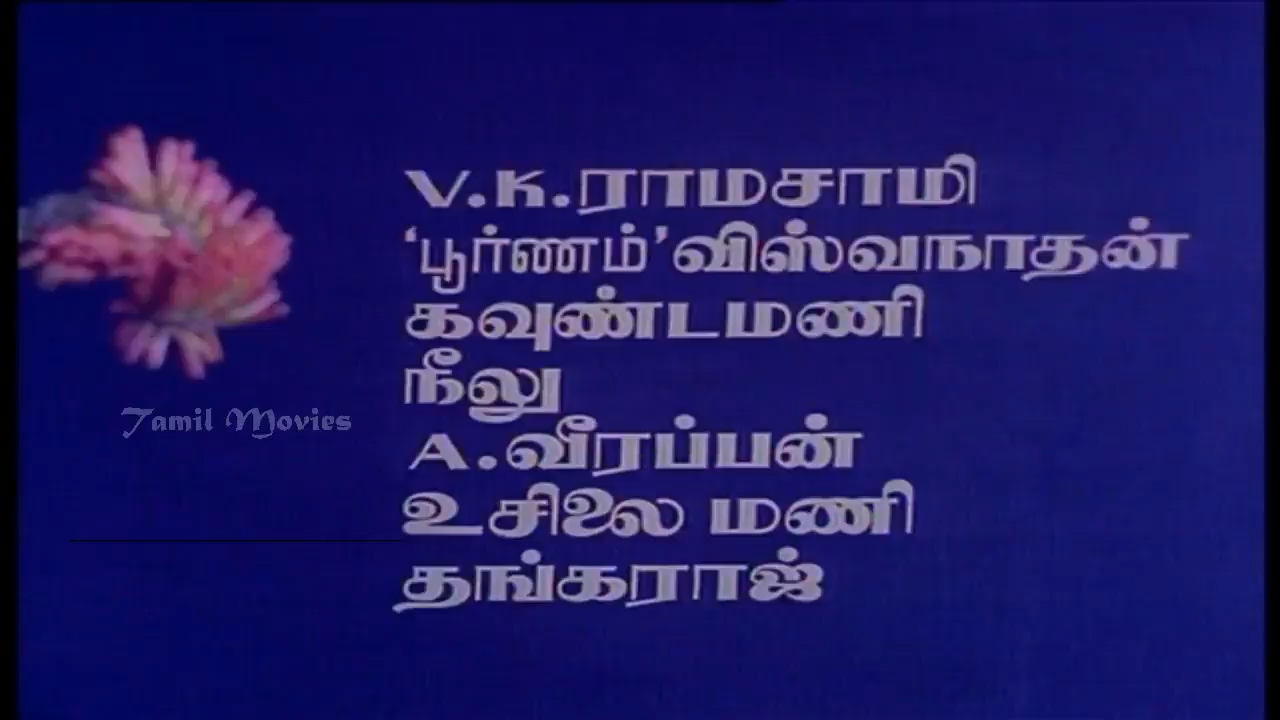 V.K.ராமசாமி
'பூர்ணம்' விஸ்வநாதன்
கவுண்டமணி
நீலு
A.வீரப்பன்
உசிலை மணி
தங்கராஜ்
Tamil Movies